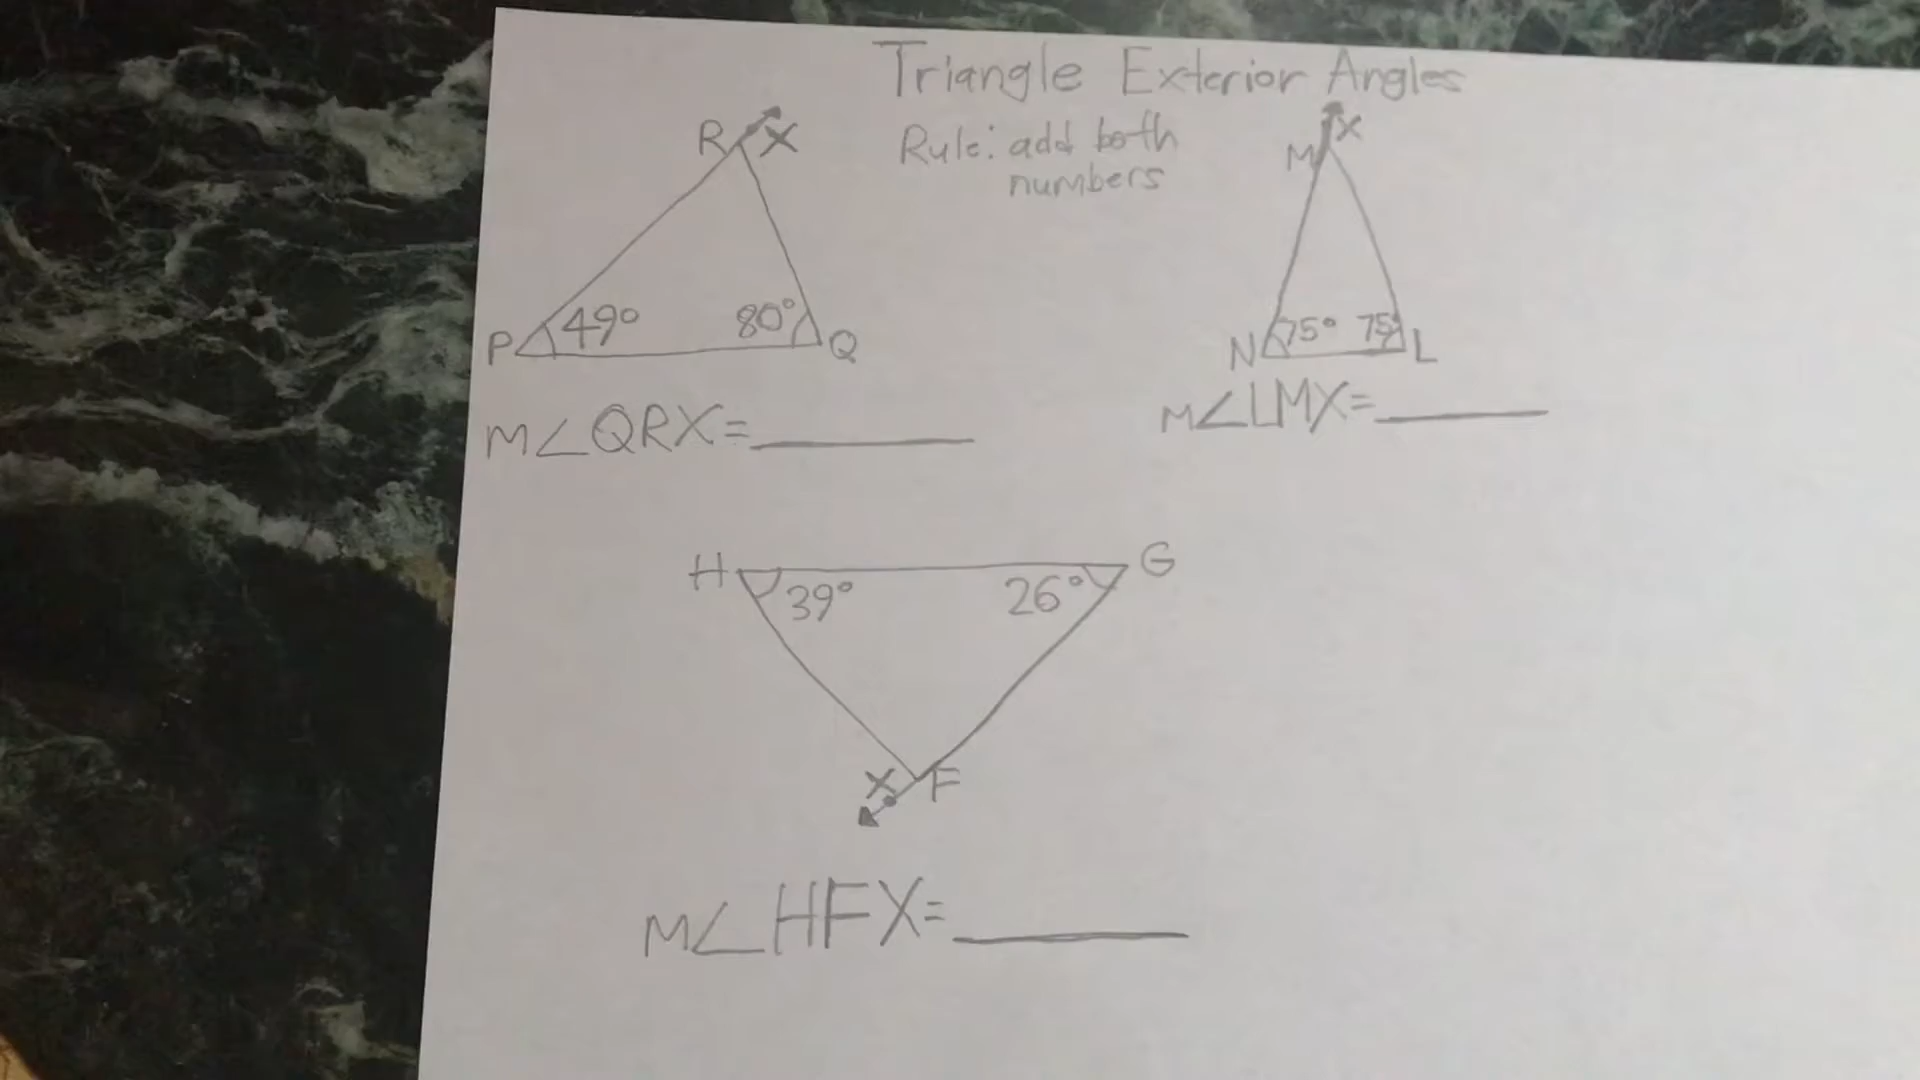 Triangle Exterior Angles
Rule: add both
numbers
R X
49° 80°
P Q
m∠QRX=
X
M
75° 75°
N L
m∠LMX=
H G
39° 26°
X F
m∠HFX=